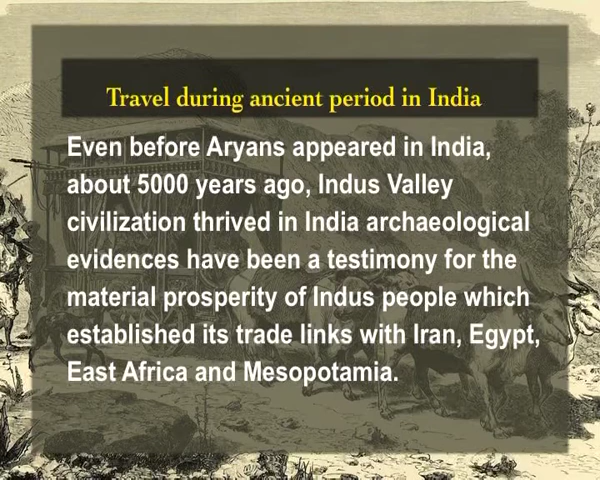 Travel during ancient period in India
Even before Aryans appeared in India,
about 5000 years ago, Indus Valley
civilization thrived in India archaeological
evidences have been a testimony for the
material prosperity of Indus people which
established its trade links with Iran, Egypt,
East Africa and Mesopotamia.